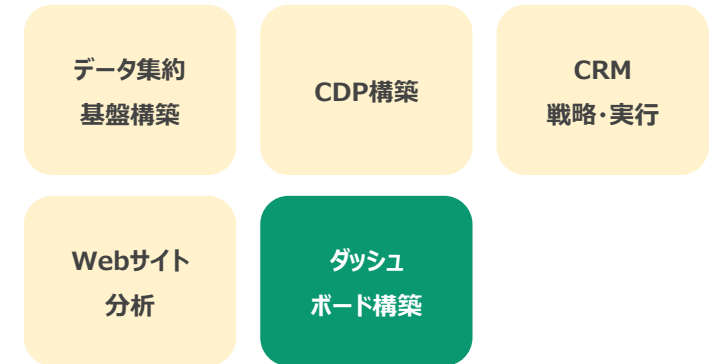 データ集約
基盤構築
CDP構築
CRM
戦略・実行
Webサイト
分析
ダッシュ
ボード構築